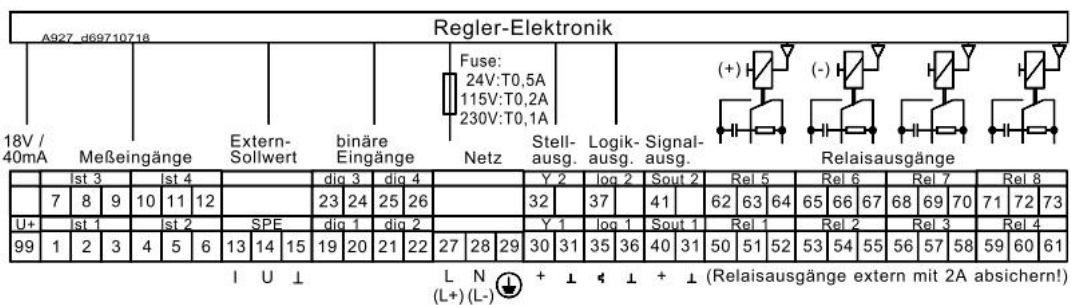 Regler-Elektronik
A927_d69710718
Fuse:
24V:T0,5A
115V:T0,2A
230V:T0,1A
(+) (-)
18V / 40mA
Meßeingänge
Extern-Sollwert
binäre Eingänge
Netz
Stell-ausg.
Logik-ausg.
Signal-ausg.
Relaisausgänge
Ist 3 Ist 4 dig 3 dig 4 Y 2 log 2 Sout 2 Rel 5 Rel 6 Rel 7 Rel 8
7 8 9 10 11 12 23 24 25 26 32 37 41 62 63 64 65 66 67 68 69 70 71 72 73
U+ Ist 1 Ist 2 SPE dig 1 dig 2 Y 1 log 1 Sout 1 Rel 1 Rel 2 Rel 3 Rel 4
99 1 2 3 4 5 6 13 14 15 19 20 21 22 27 28 29 30 31 35 36 40 41 50 51 52 53 54 55 56 57 58 59 60 61
I U ⊥ L N + ⊥ ⊥ + ⊥ (Relaisausgänge extern mit 2A absichern!)
(L+) (L-)